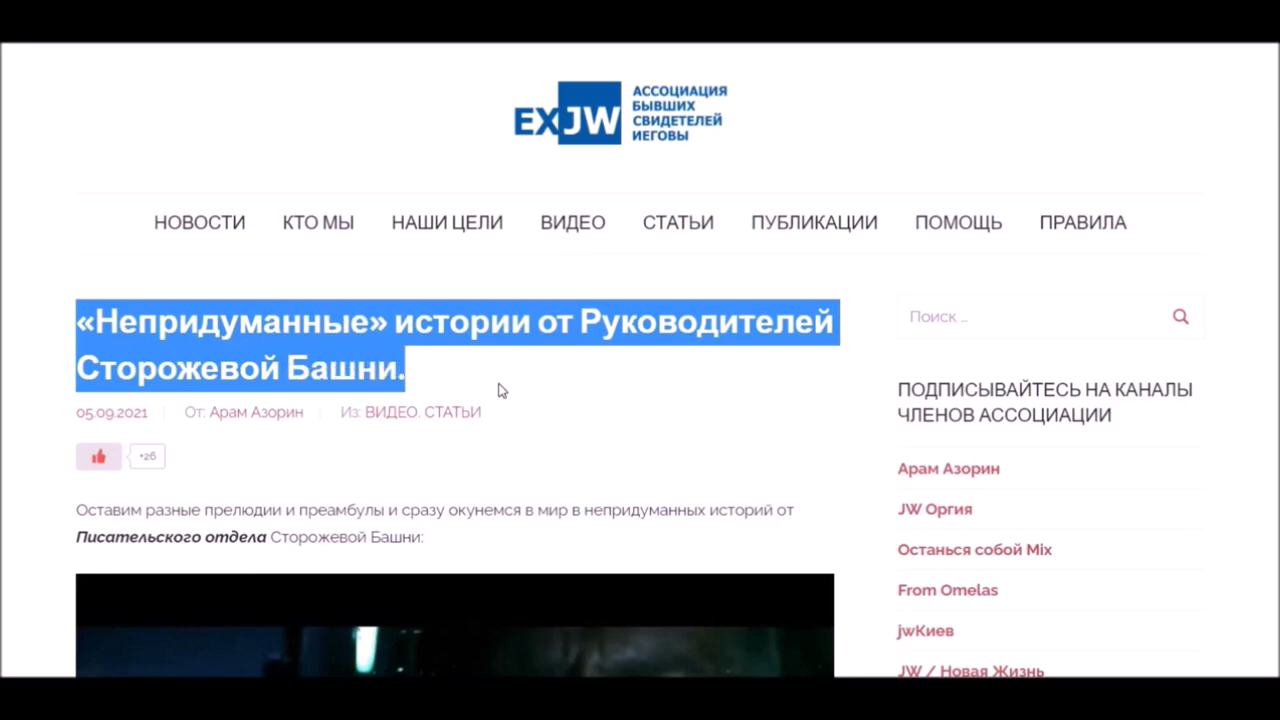 EXJW
АССОЦИАЦИЯ
БЫВШИХ
СВИДЕТЕЛЕЙ
ИЕГОВЫ
НОВОСТИ КТО МЫ НАШИ ЦЕЛИ ВИДЕО СТАТЬИ ПУБЛИКАЦИИ ПОМОЩЬ ПРАВИЛА
«Непридуманные» истории от Руководителей
Сторожевой Башни.
05.09.2021 От: Арам Азорин Из: ВИДЕО, СТАТЬИ
+26
Оставим разные прелюдии и преамбулы и сразу окунемся в мир в непридуманных историй от
Писательского отдела Сторожевой Башни:
Поиск …
ПОДПИСЫВАЙТЕСЬ НА КАНАЛЫ
ЧЛЕНОВ АССОЦИАЦИИ
Арам Азорин
JW Оргия
Останься собой Mix
From Omelas
jwКиев
JW / Новая Жизнь